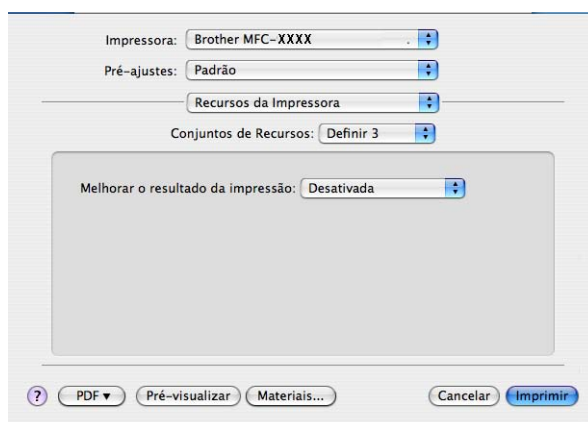 Impressora: Brother MFC-XXXX .
Pré-ajustes: Padrão
Recursos da Impressora
Conjuntos de Recursos: Definir 3
Melhorar o resultado da impressão: Desativada
? PDF▼ Pré-visualizar Materiais... Cancelar Imprimir